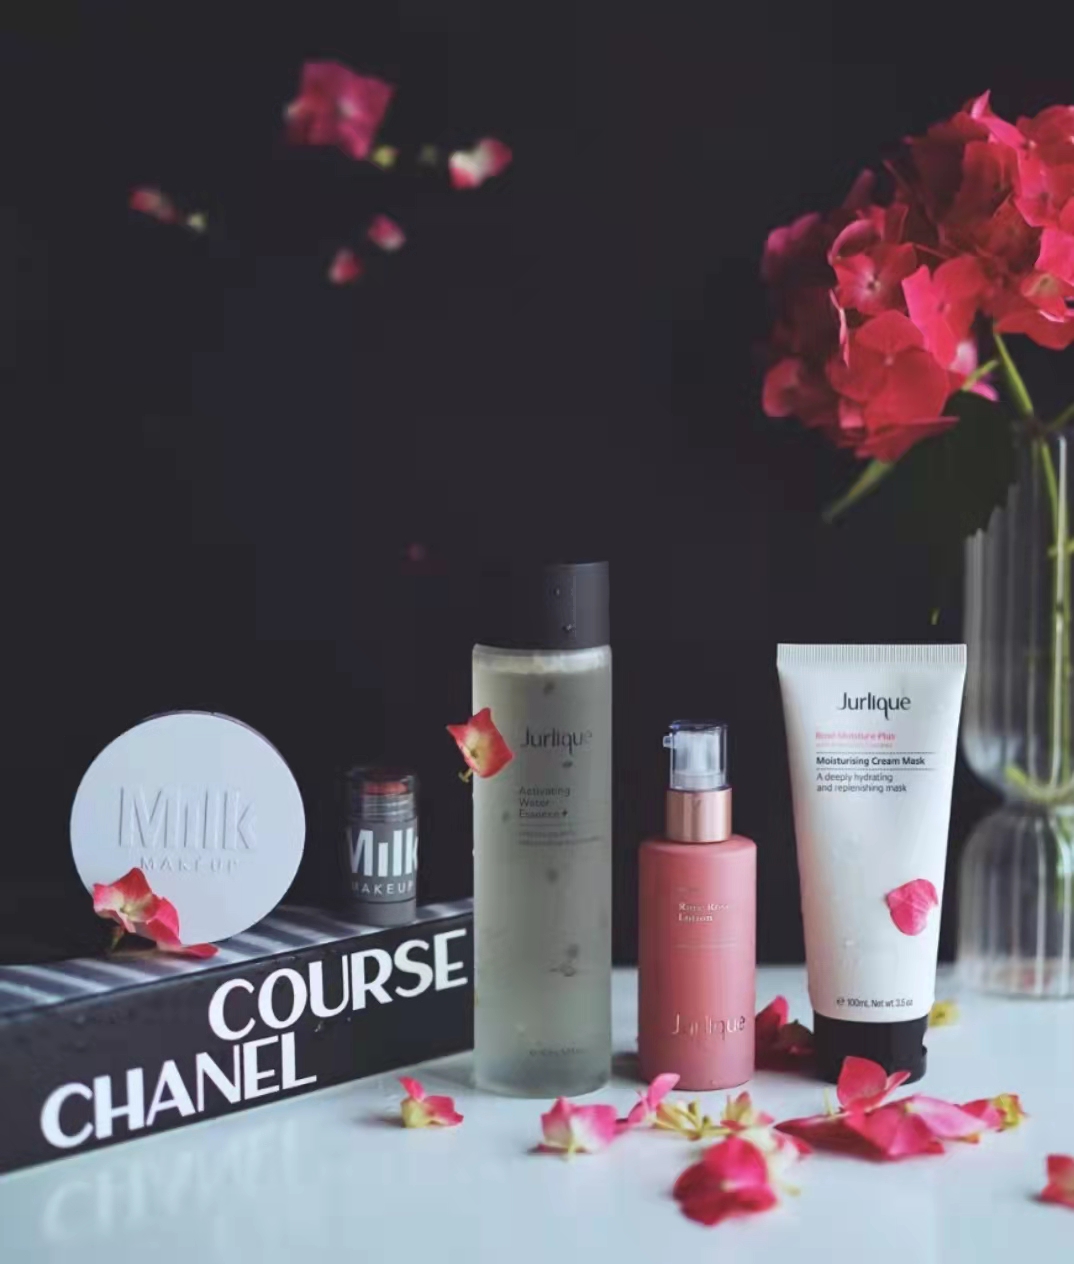 Milk
MAKEUP
Milk
MAKEUP
COURSE
CHANEL
Jurlique
Activating
Water
Essence+
Rare Rose
Lotion
Jurlique
Jurlique
Rose Moisture Plus
Moisturising Cream Mask
A deeply hydrating
and replenishing mask
℮ 100mL Net wt 3.5 oz